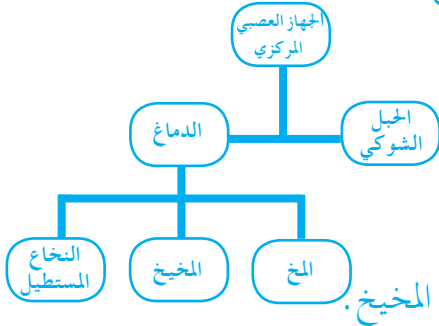 الجهاز العصبي
المركزي
الحبل
الشوكي
الدماغ
المخ
المخيخ
النخاع
المستطيل
المخيخ .